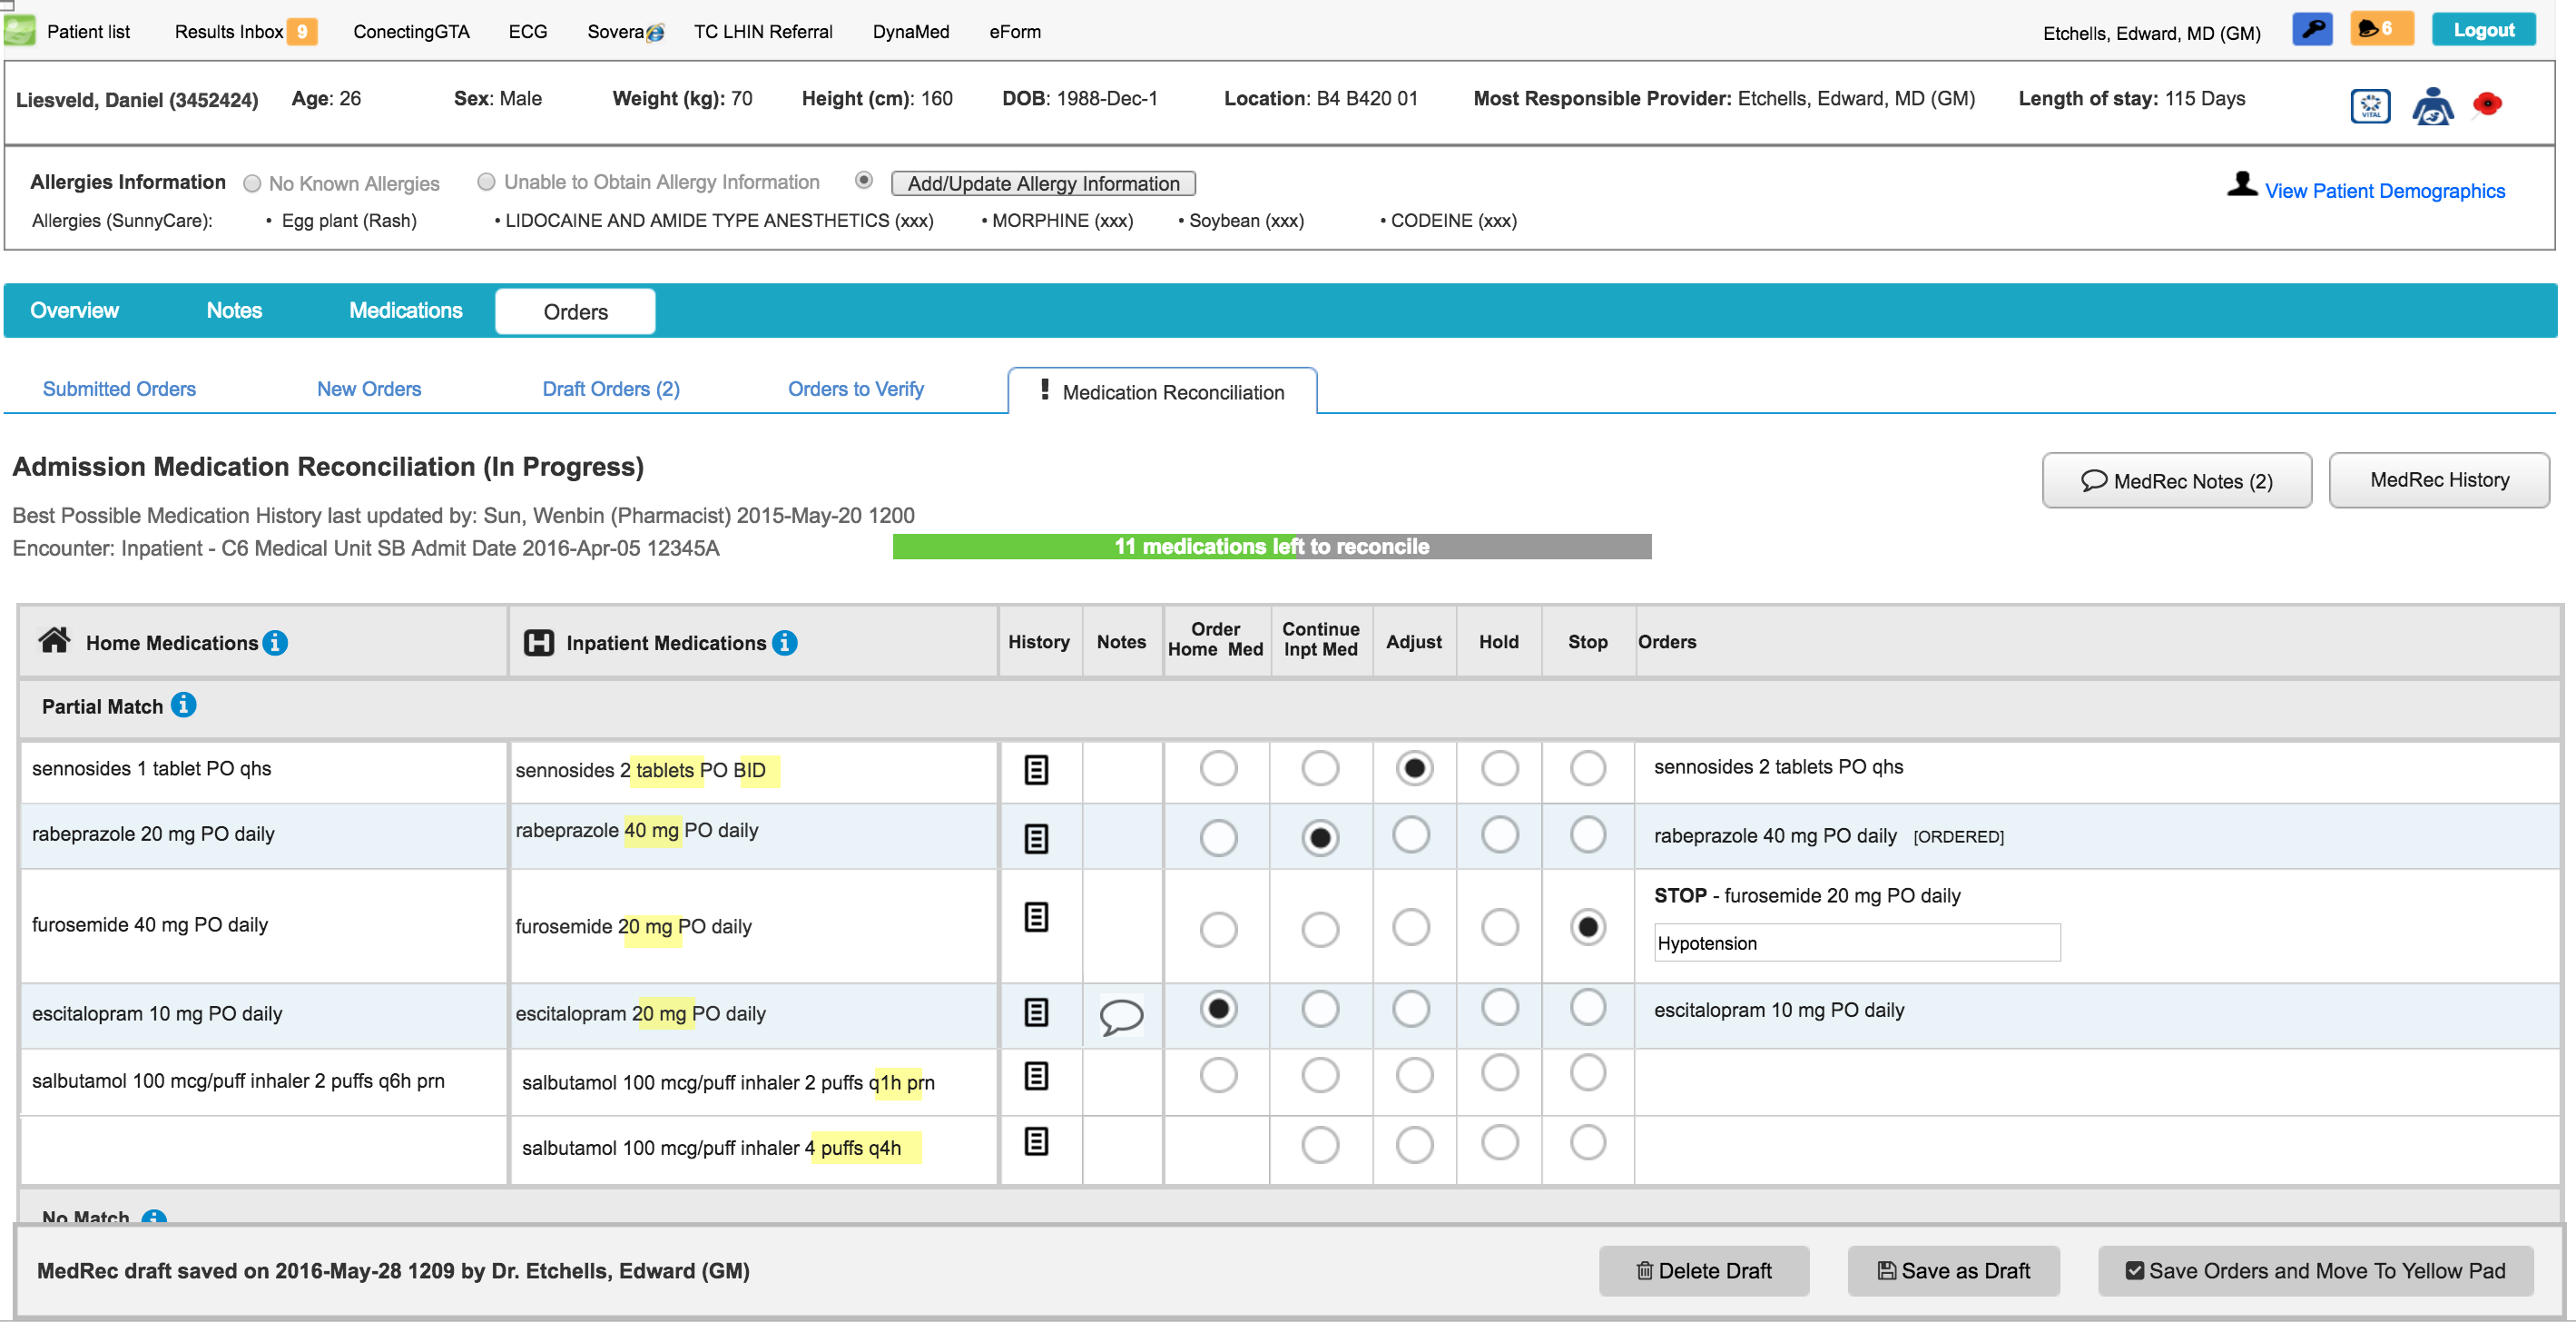 Patient list Results Inbox 9 ConectingGTA ECG Sovera TC LHIN Referral DynaMed eForm Etchells, Edward, MD (GM) 6 Logout
Liesveld, Daniel (3452424) Age: 26 Sex: Male Weight (kg): 70 Height (cm): 160 DOB: 1988-Dec-1 Location: B4 B420 01 Most Responsible Provider: Etchells, Edward, MD (GM) Length of stay: 115 Days
VITAL
Allergies Information No Known Allergies Unable to Obtain Allergy Information Add/Update Allergy Information
View Patient Demographics
Allergies (SunnyCare): • Egg plant (Rash) • LIDOCAINE AND AMIDE TYPE ANESTHETICS (xxx) • MORPHINE (xxx) • Soybean (xxx) • CODEINE (xxx)
Overview Notes Medications Orders
Submitted Orders New Orders Draft Orders (2) Orders to Verify ! Medication Reconciliation
Admission Medication Reconciliation (In Progress)
MedRec Notes (2) MedRec History
Best Possible Medication History last updated by: Sun, Wenbin (Pharmacist) 2015-May-20 1200
Encounter: Inpatient - C6 Medical Unit SB Admit Date 2016-Apr-05 12345A
11 medications left to reconcile
Home Medications i H Inpatient Medications i History Notes Order Home Med Continue Inpt Med Adjust Hold Stop Orders
Partial Match i
sennosides 1 tablet PO qhs sennosides 2 tablets PO BID sennosides 2 tablets PO qhs
rabeprazole 20 mg PO daily rabeprazole 40 mg PO daily rabeprazole 40 mg PO daily [ORDERED]
furosemide 40 mg PO daily furosemide 20 mg PO daily STOP - furosemide 20 mg PO daily
Hypotension
escitalopram 10 mg PO daily escitalopram 20 mg PO daily escitalopram 10 mg PO daily
salbutamol 100 mcg/puff inhaler 2 puffs q6h prn salbutamol 100 mcg/puff inhaler 2 puffs q1h prn
salbutamol 100 mcg/puff inhaler 4 puffs q4h
No Match i
MedRec draft saved on 2016-May-28 1209 by Dr. Etchells, Edward (GM) Delete Draft Save as Draft Save Orders and Move To Yellow Pad